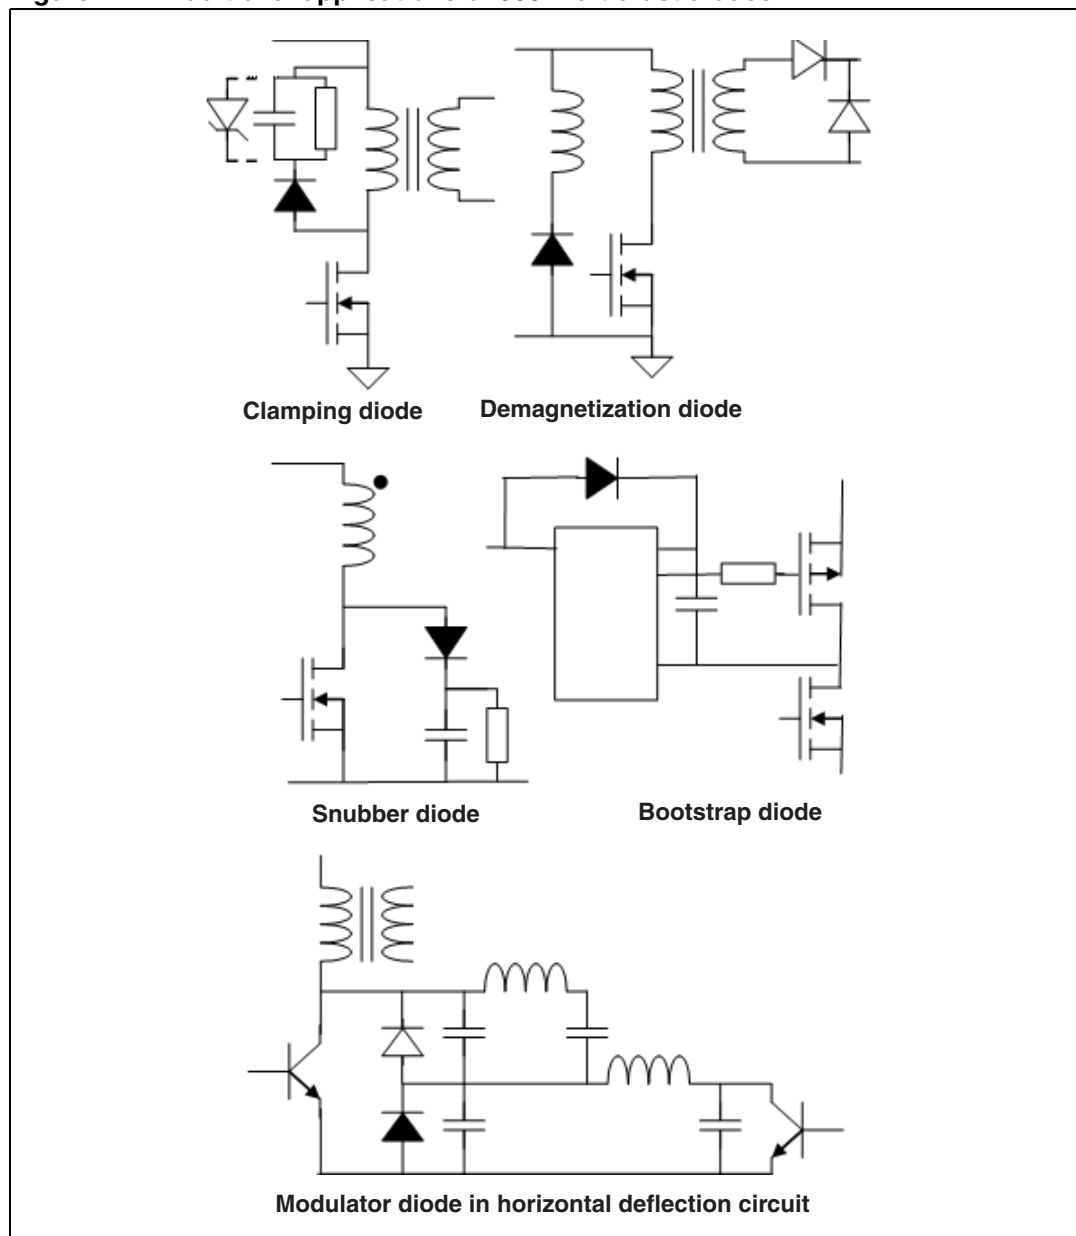 Clamping diode
Demagnetization diode
Snubber diode
Bootstrap diode
Modulator diode in horizontal deflection circuit